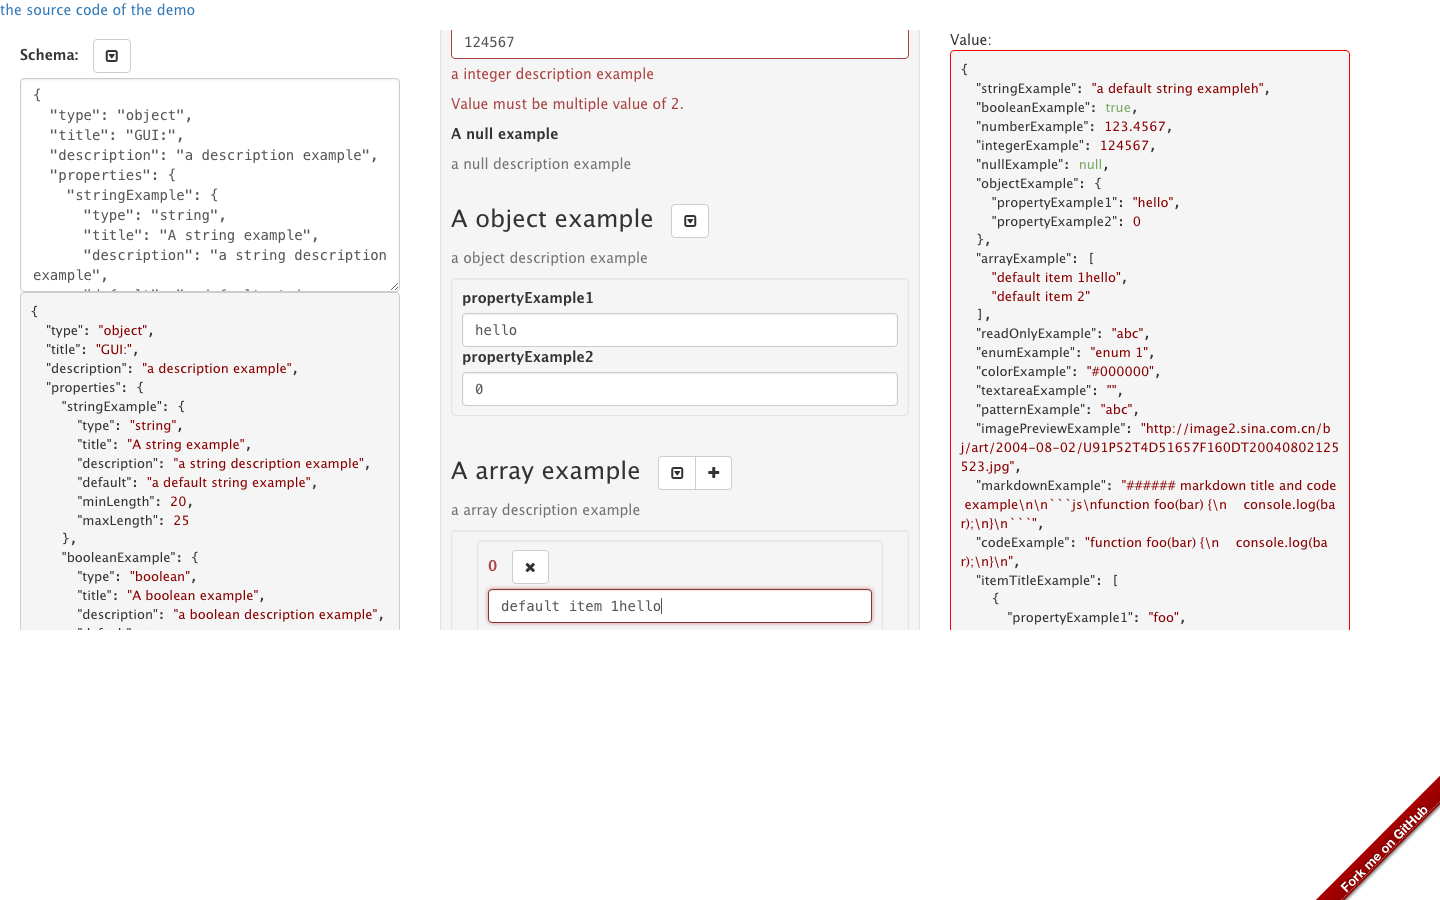 the source code of the demo
Schema:
{
  "type": "object",
  "title": "GUI:",
  "description": "a description example",
  "properties": {
    "stringExample": {
      "type": "string",
      "title": "A string example",
      "description": "a string description
example",
{
  "type": "object",
  "title": "GUI:",
  "description": "a description example",
  "properties": {
    "stringExample": {
      "type": "string",
      "title": "A string example",
      "description": "a string description example",
      "default": "a default string example",
      "minLength": 20,
      "maxLength": 25
    },
    "booleanExample": {
      "type": "boolean",
      "title": "A boolean example",
      "description": "a boolean description example",
124567
a integer description example
Value must be multiple value of 2.
A null example
a null description example
A object example
a object description example
propertyExample1
hello
propertyExample2
0
A array example
a array description example
0
default item 1hello
Value:
{
  "stringExample": "a default string exampleh",
  "booleanExample": true,
  "numberExample": 123.4567,
  "integerExample": 124567,
  "nullExample": null,
  "objectExample": {
    "propertyExample1": "hello",
    "propertyExample2": 0
  },
  "arrayExample": [
    "default item 1hello",
    "default item 2"
  ],
  "readOnlyExample": "abc",
  "enumExample": "enum 1",
  "colorExample": "#000000",
  "textareaExample": "",
  "patternExample": "abc",
  "imagePreviewExample": "http://image2.sina.com.cn/b
j/art/2004-08-02/U91P52T4D51657F160DT20040802125
523.jpg",
  "markdownExample": "###### markdown title and code
 example\n\n```js\nfunction foo(bar) {\n    console.log(ba
r);\n}\n```",
  "codeExample": "function foo(bar) {\n    console.log(ba
r);\n}\n",
  "itemTitleExample": [
    {
      "propertyExample1": "foo",
Fork me on GitHub